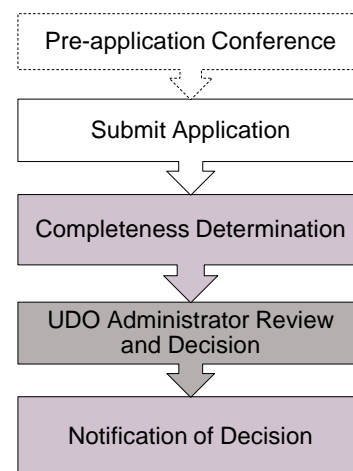 Pre-application Conference
Submit Application
Completeness Determination
UDO Administrator Review
and Decision
Notification of Decision